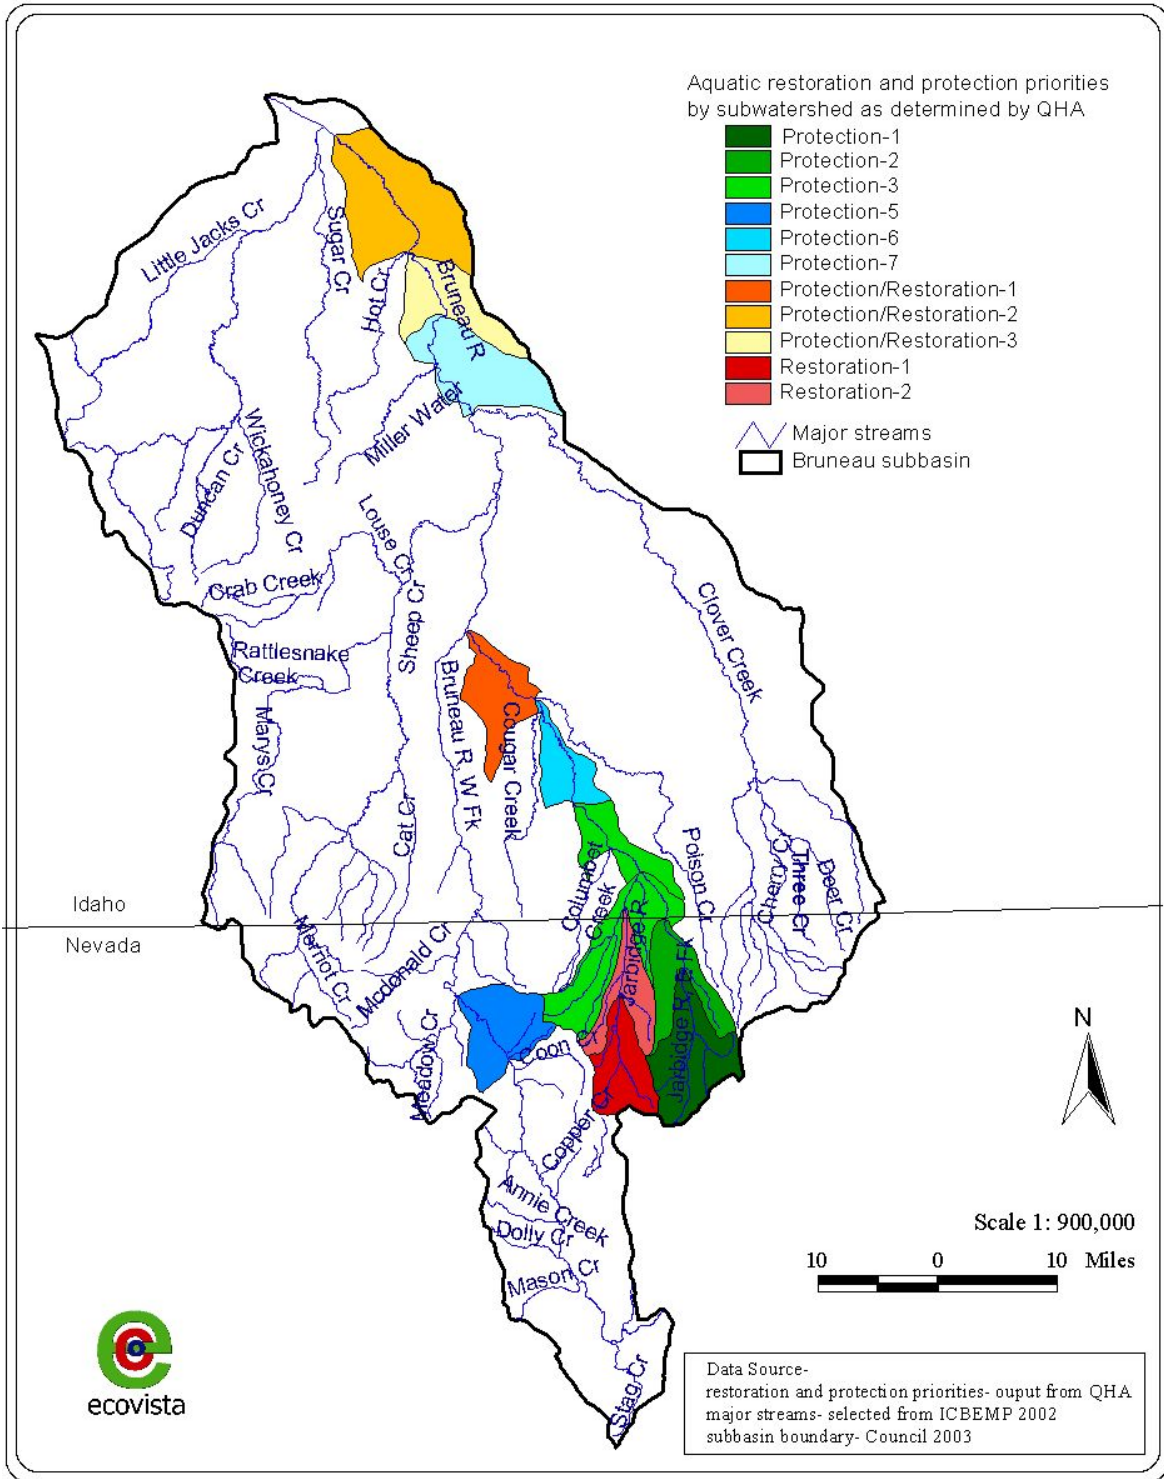 Aquatic restoration and protection priorities
by subwatershed as determined by QHA
Protection-1
Protection-2
Protection-3
Protection-5
Protection-6
Protection-7
Protection/Restoration-1
Protection/Restoration-2
Protection/Restoration-3
Restoration-1
Restoration-2
Major streams
Bruneau subbasin
Little Jacks Cr
Sugar Cr
Hot Cr
Bruneau R
Miller Water
Wickahoney Cr
Duncan Cr
Louse Cr
Crab Creek
Sheep Cr
Clover Creek
Rattlesnake
Creek
Marys Cr
Bruneau R, W Fk
Cougar Creek
Cat Cr
Poison Cr
Columbet
Creek
Cherry Cr
Three Cr
Deer Cr
Idaho
Nevada
Merriot Cr
Mcdonald Cr
Jarbidge R
Jarbidge R, E Fk
Meadow Cr
Coon Cr
Copper Cr
Annie Creek
Dolly Cr
Mason Cr
Stag Cr
N
Scale 1: 900,000
10 0 10 Miles
e
ecovista
Data Source-
restoration and protection priorities- ouput from QHA
major streams- selected from ICBEMP 2002
subbasin boundary- Council 2003